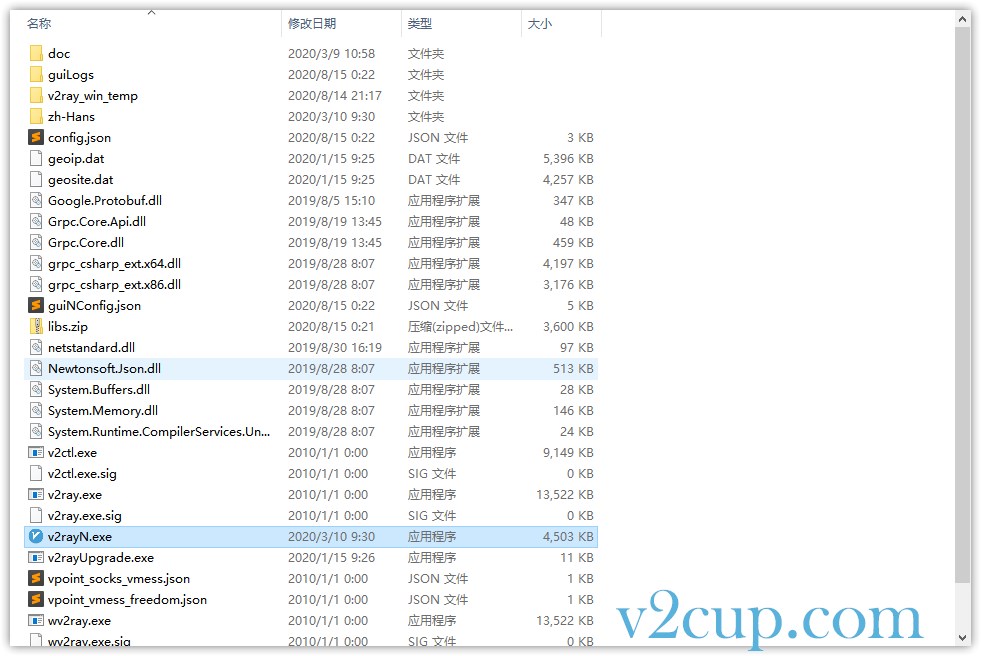 名称 修改日期 类型 大小
doc 2020/3/9 10:58 文件夹
guiLogs 2020/8/15 0:22 文件夹
v2ray_win_temp 2020/8/14 21:17 文件夹
zh-Hans 2020/3/10 9:30 文件夹
config.json 2020/8/15 0:22 JSON 文件 3 KB
geoip.dat 2020/1/15 9:25 DAT 文件 5,396 KB
geosite.dat 2020/1/15 9:25 DAT 文件 4,257 KB
Google.Protobuf.dll 2019/8/5 15:10 应用程序扩展 347 KB
Grpc.Core.Api.dll 2019/8/19 13:45 应用程序扩展 48 KB
Grpc.Core.dll 2019/8/19 13:45 应用程序扩展 459 KB
grpc_csharp_ext.x64.dll 2019/8/28 8:07 应用程序扩展 4,197 KB
grpc_csharp_ext.x86.dll 2019/8/28 8:07 应用程序扩展 3,176 KB
guiNConfig.json 2020/8/15 0:22 JSON 文件 5 KB
libs.zip 2020/8/15 0:21 压缩(zipped)文件... 3,600 KB
netstandard.dll 2019/8/30 16:19 应用程序扩展 97 KB
Newtonsoft.Json.dll 2019/8/28 8:07 应用程序扩展 513 KB
System.Buffers.dll 2019/8/28 8:07 应用程序扩展 28 KB
System.Memory.dll 2019/8/28 8:07 应用程序扩展 146 KB
System.Runtime.CompilerServices.Un... 2019/8/28 8:07 应用程序扩展 24 KB
v2ctl.exe 2010/1/1 0:00 应用程序 9,149 KB
v2ctl.exe.sig 2010/1/1 0:00 SIG 文件 0 KB
v2ray.exe 2010/1/1 0:00 应用程序 13,522 KB
v2ray.exe.sig 2010/1/1 0:00 SIG 文件 0 KB
v2rayN.exe 2020/3/10 9:30 应用程序 4,503 KB
v2rayUpgrade.exe 2020/1/15 9:26 应用程序 11 KB
vpoint_socks_vmess.json 2010/1/1 0:00 JSON 文件 1 KB
vpoint_vmess_freedom.json 2010/1/1 0:00 JSON 文件 1 KB
wv2ray.exe 2010/1/1 0:00 应用程序 13,522 KB
wv2ray.exe.sig 2010/1/1 0:00 SIG 文件 0 KB
v2cup.com